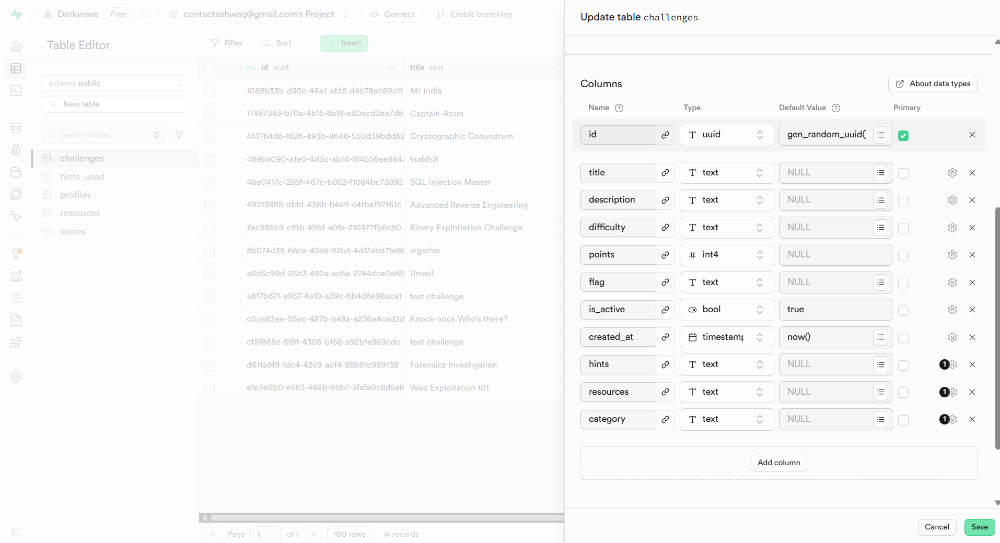 / Darkwave Free / contactashwaq@gmail.com's Project Connect Enable branching
Table Editor
schema public
New table
Search tables...
challenges
hints_used
profiles
resources
solves
Filter Sort Insert
id uuid title text
1085b33b-d80c-46e1-afd5-d4b78ec69c11 Mr India
17467343-b70a-4b15-8a18-e80ecd3ea7d6 Captain-Atom
413764d6-1626-493b-8646-550d39bdd62 Cryptographic Conundrum
489ba090-a1e0-4d3c-ab14-184556ee8847 tsabfsjt
48e0417c-226f-467c-b082-f1084bc73892 SQL Injection Master
49213885-dfdd-436b-b4e9-c4fba197161c Advanced Reverse Engineering
7ec585b3-c19b-49bf-a0fe-210377fb6c50 Binary Exploitation Challenge
8b074d35-66ce-42e5-92b5-4d17abd71e86 srgsrhsr
a5d5c99d-25b3-492e-ac6a-2744dce0ef65 Unveil
a817b671-a957-4a10-a39c-6b4d6e98aca1 test challenge
c0ce83ee-05ec-487b-b48a-a236a4cad2d Knock-nock Who's there?
cf5f865c-519f-4306-b158-a92b1e569cdc test challenge
d611a9f9-1dc4-42c9-acf4-88b51c989138 Forensics Investigation
e1c7e0b0-e583-448b-99b7-3fafa0c8d5a8 Web Exploitation 101
Page 1 of 1 100 rows 14 records
Update table challenges
Columns About data types
Name Type Default Value Primary
id uuid gen_random_uuid()
title text NULL
description text NULL
difficulty text NULL
points int4 NULL
flag text NULL
is_active bool true
created_at timestamp now()
hints text NULL 1
resources text NULL 1
category text NULL 1
Add column
Cancel Save